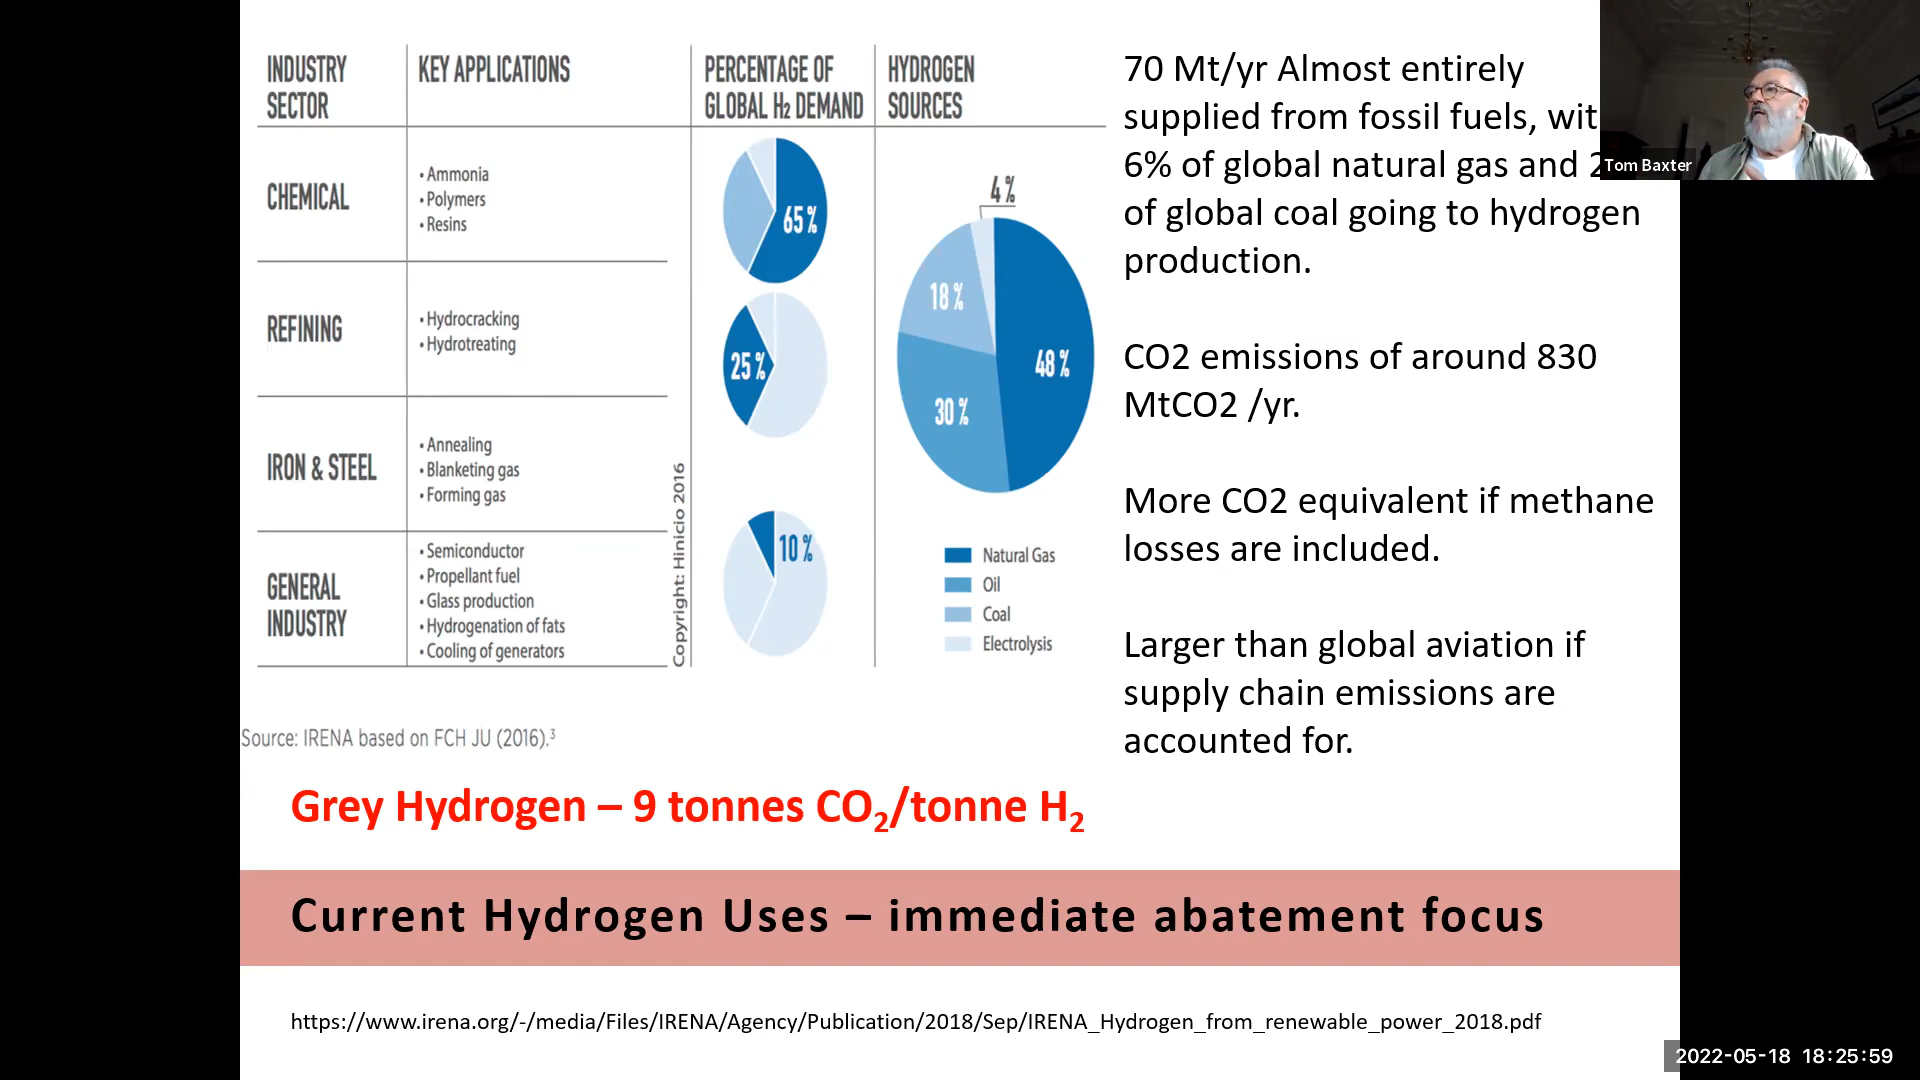 INDUSTRY SECTOR
KEY APPLICATIONS
PERCENTAGE OF GLOBAL H2 DEMAND
HYDROGEN SOURCES
CHEMICAL
• Ammonia
• Polymers
• Resins
65 %
REFINING
• Hydrocracking
• Hydrotreating
25 %
IRON & STEEL
• Annealing
• Blanketing gas
• Forming gas
GENERAL INDUSTRY
• Semiconductor
• Propellant fuel
• Glass production
• Hydrogenation of fats
• Cooling of generators
10 %
Copyright: Hinicio 2016
4 %
18 %
48 %
30 %
Natural Gas
Oil
Coal
Electrolysis
Source: IRENA based on FCH JU (2016).³
70 Mt/yr Almost entirely
supplied from fossil fuels,
6% of global natural gas and
of global coal going to hydrogen
production.
CO2 emissions of around 830
MtCO2 /yr.
More CO2 equivalent if methane
losses are included.
Larger than global aviation if
supply chain emissions are
accounted for.
Tom Baxter
Grey Hydrogen – 9 tonnes CO₂/tonne H₂
Current Hydrogen Uses – immediate abatement focus
https://www.irena.org/-/media/Files/IRENA/Agency/Publication/2018/Sep/IRENA_Hydrogen_from_renewable_power_2018.pdf
2022-05-18 18:25:59